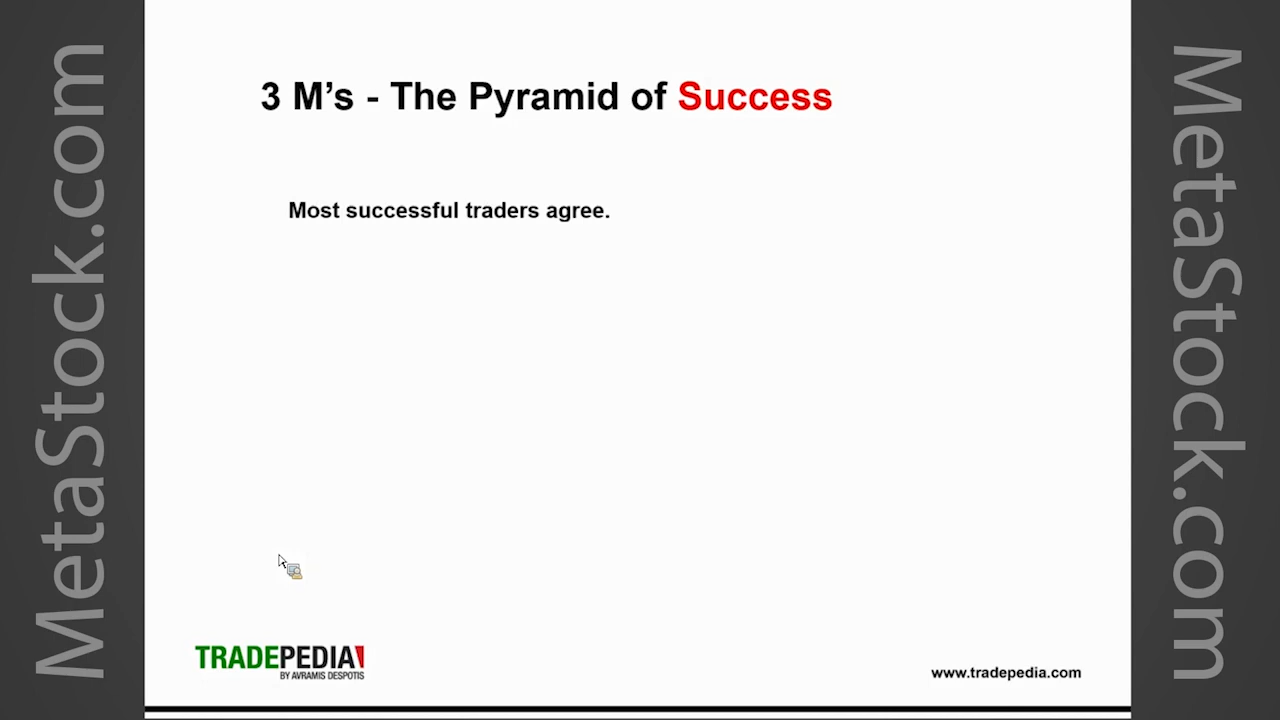 MetaStock.com
3 M’s - The Pyramid of Success
Most successful traders agree.
TRADEPEDIA
BY AVRAMIS DESPOTIS
www.tradepedia.com
MetaStock.com